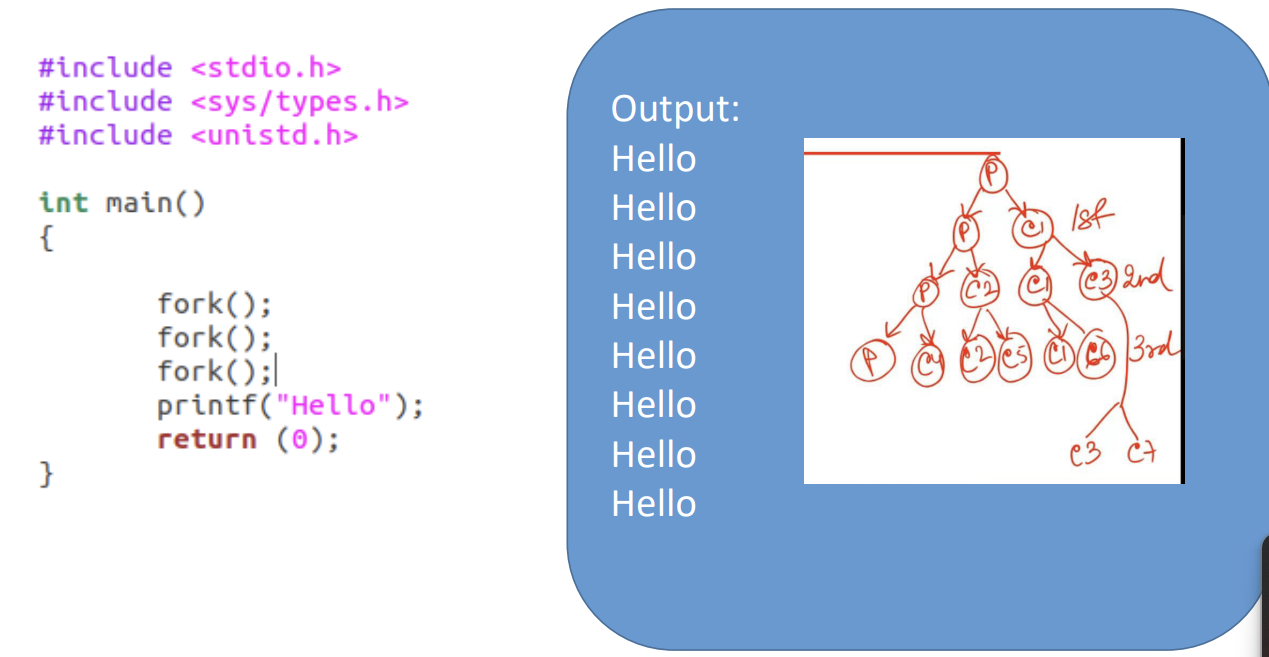 #include <stdio.h>
#include <sys/types.h>
#include <unistd.h>
int main()
{
fork();
fork();
fork();
printf("Hello");
return (0);
}
Output:
Hello
Hello
Hello
Hello
Hello
Hello
Hello
Hello
P
P C1 1st
P C2 C1 C3 2nd
P C4 C2 C5 C1 C6 3rd
C3 C7